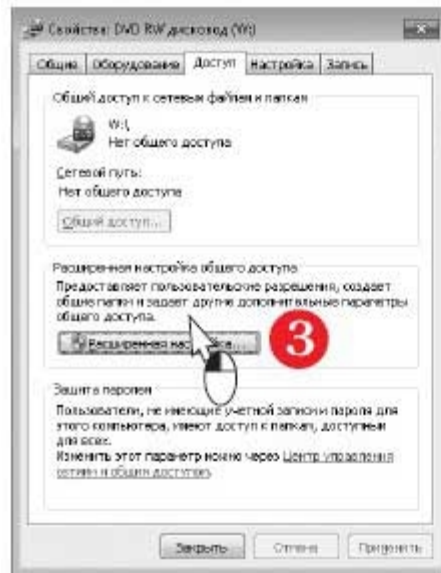 Свойства: DVD RW дисковод (W:)
Общие Оборудование Доступ Настройка Запись
Общий доступ к сетевым файлам и папкам
W:\
Нет общего доступа
Сетевой путь:
Нет общего доступа
Общий доступ...
Расширенная настройка общего доступа
Предоставляет пользовательские разрешения, создает
общие папки и задает другие дополнительные параметры
общего доступа.
Расширенная настройка...
3
Защита паролем
Пользователи, не имеющие учетной записи и пароля для
этого компьютера, имеют доступ к папкам, доступным
для всех.
Изменить этот параметр можно через Центр управления
сетями и общим доступом.
Закрыть Отмена Применить